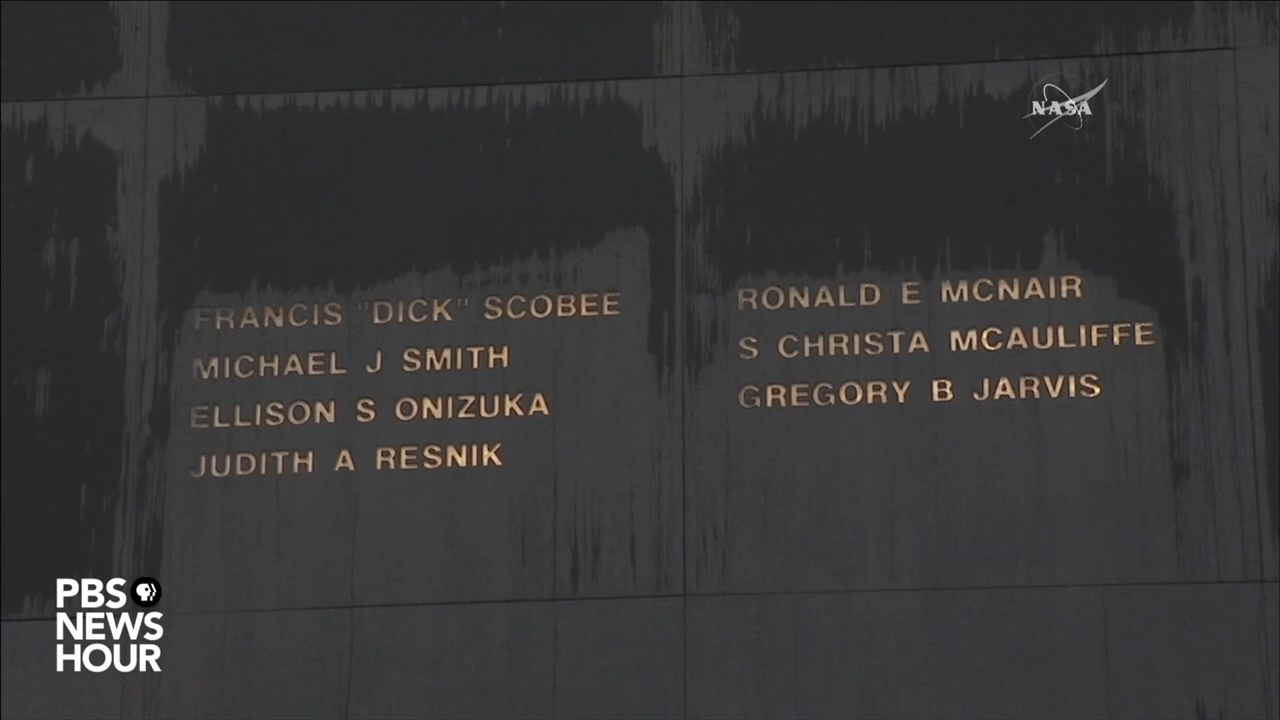 NASA
FRANCIS "DICK" SCOBEE
MICHAEL J SMITH
ELLISON S ONIZUKA
JUDITH A RESNIK
RONALD E MCNAIR
S CHRISTA MCAULIFFE
GREGORY B JARVIS
PBS
NEWS
HOUR